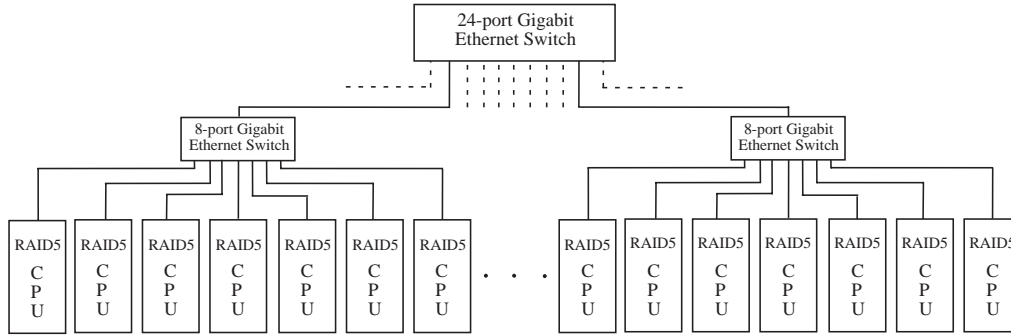 24-port Gigabit
Ethernet Switch
8-port Gigabit
Ethernet Switch
8-port Gigabit
Ethernet Switch
RAID5
C
P
U
RAID5
C
P
U
RAID5
C
P
U
RAID5
C
P
U
RAID5
C
P
U
RAID5
C
P
U
RAID5
C
P
U
. . .
RAID5
C
P
U
RAID5
C
P
U
RAID5
C
P
U
RAID5
C
P
U
RAID5
C
P
U
RAID5
C
P
U
RAID5
C
P
U